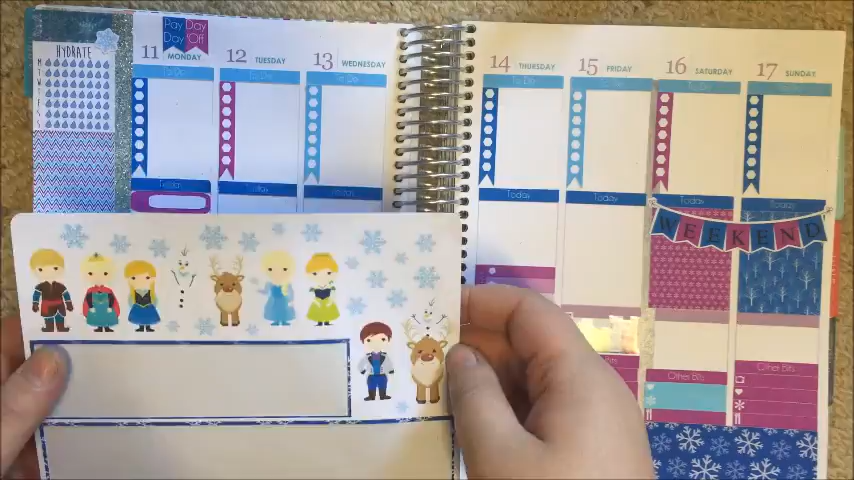 HYDRATE
M
T
W
T
F
S
S
Pay Day
Day Off
11 MONDAY
12 TUESDAY
13 WEDNESDAY
14 THURSDAY
15 FRIDAY
16 SATURDAY
17 SUNDAY
To Do
To Do
To Do
To Do
To Do
To Do
To Do
Today
Today
Today
Today
Today
Today
Today
WEEKEND
Other Bits
Other Bits